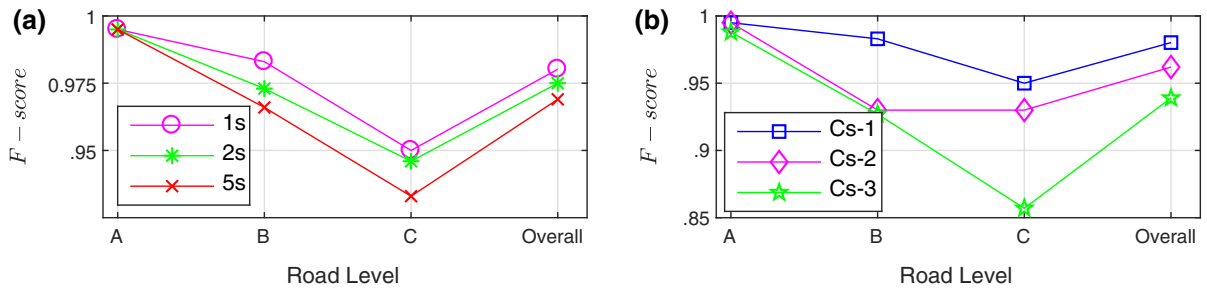 (a)
1
0.975
.95
F − score
1s
2s
5s
A B C Overall
Road Level
(b)
1
.95
.9
.85
F − score
Cs-1
Cs-2
Cs-3
A B C Overall
Road Level